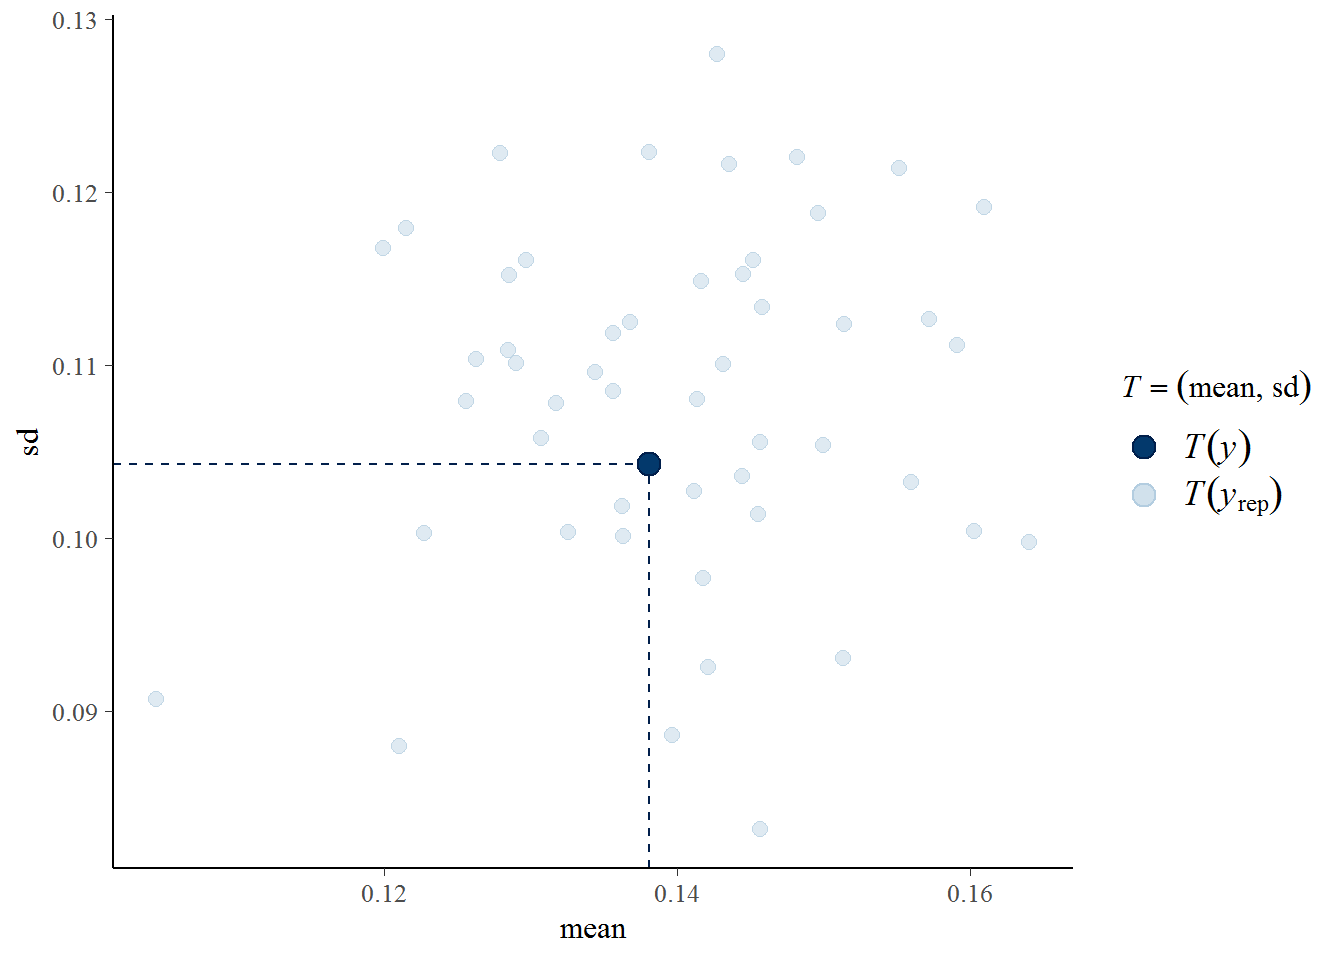 0.13
0.12
0.11
0.10
0.09
sd
0.12 0.14 0.16
mean
T = (mean, sd)
T(y)
T(yrep)